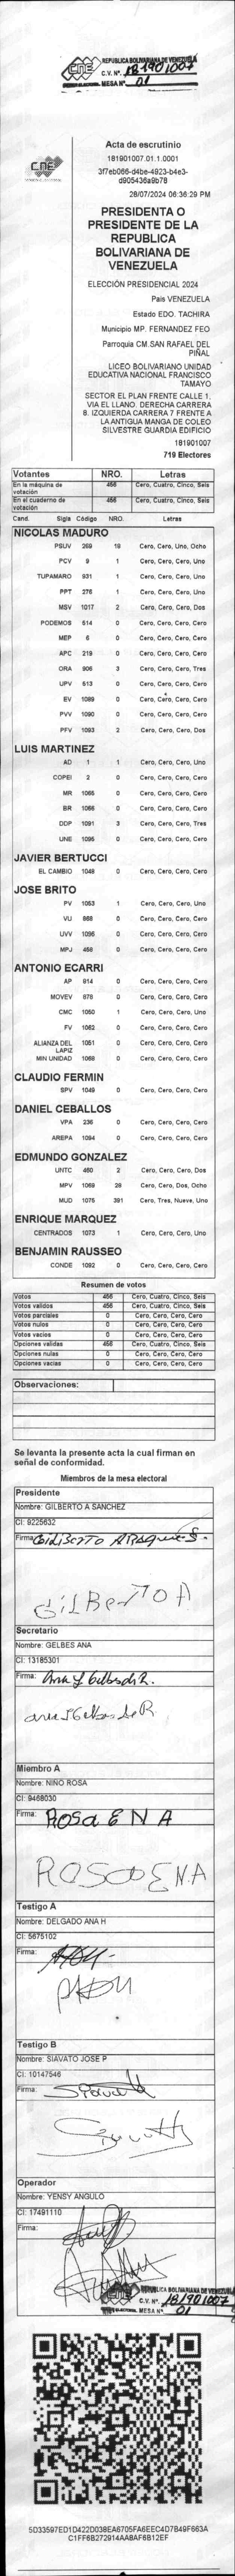 CNE
REPUBLICA BOLIVARIANA DE VENEZUELA
C.V. Nº. 181901007
MESA Nº 01
CNE
Acta de escrutinio
181901007.01.1.0001
3f7eb066-d4be-4923-b4e3-
d905436a9b78
28/07/2024 06:36:29 PM
PRESIDENTA O
PRESIDENTE DE LA
REPUBLICA
BOLIVARIANA DE
VENEZUELA
ELECCIÓN PRESIDENCIAL 2024
Pais VENEZUELA
Estado EDO. TACHIRA
Municipio MP. FERNANDEZ FEO
Parroquia CM.SAN RAFAEL DEL
PIÑAL
LICEO BOLIVARIANO UNIDAD
EDUCATIVA NACIONAL FRANCISCO
TAMAYO
SECTOR EL PLAN FRENTE CALLE 1.
VIA EL LLANO. DERECHA CARRERA
8. IZQUIERDA CARRERA 7 FRENTE A
LA ANTIGUA MANGA DE COLEO
SILVESTRE GUARDIA EDIFICIO
181901007
719 Electores
Votantes NRO. Letras
En la máquina de votación 456 Cero, Cuatro, Cinco, Seis
En el cuaderno de votación 456 Cero, Cuatro, Cinco, Seis
Cand. Sigla Código NRO. Letras
NICOLAS MADURO
PSUV 269 18 Cero, Cero, Uno, Ocho
PCV 9 1 Cero, Cero, Cero, Uno
TUPAMARO 931 1 Cero, Cero, Cero, Uno
PPT 276 1 Cero, Cero, Cero, Uno
MSV 1017 2 Cero, Cero, Cero, Dos
PODEMOS 514 0 Cero, Cero, Cero, Cero
MEP 6 0 Cero, Cero, Cero, Cero
APC 219 0 Cero, Cero, Cero, Cero
ORA 906 3 Cero, Cero, Cero, Tres
UPV 513 0 Cero, Cero, Cero, Cero
EV 1089 0 Cero, Cero, Cero, Cero
PVV 1090 0 Cero, Cero, Cero, Cero
PFV 1093 2 Cero, Cero, Cero, Dos
LUIS MARTINEZ
AD 1 1 Cero, Cero, Cero, Uno
COPEI 2 0 Cero, Cero, Cero, Cero
MR 1065 0 Cero, Cero, Cero, Cero
BR 1066 0 Cero, Cero, Cero, Cero
DDP 1091 3 Cero, Cero, Cero, Tres
UNE 1095 0 Cero, Cero, Cero, Cero
JAVIER BERTUCCI
EL CAMBIO 1048 0 Cero, Cero, Cero, Cero
JOSE BRITO
PV 1053 1 Cero, Cero, Cero, Uno
VU 868 0 Cero, Cero, Cero, Cero
UVV 1096 0 Cero, Cero, Cero, Cero
MPJ 458 0 Cero, Cero, Cero, Cero
ANTONIO ECARRI
AP 914 0 Cero, Cero, Cero, Cero
MOVEV 878 0 Cero, Cero, Cero, Cero
CMC 1050 1 Cero, Cero, Cero, Uno
FV 1062 0 Cero, Cero, Cero, Cero
ALIANZA DEL LAPIZ 1051 0 Cero, Cero, Cero, Cero
MIN UNIDAD 1068 0 Cero, Cero, Cero, Cero
CLAUDIO FERMIN
SPV 1049 0 Cero, Cero, Cero, Cero
DANIEL CEBALLOS
VPA 236 0 Cero, Cero, Cero, Cero
AREPA 1094 0 Cero, Cero, Cero, Cero
EDMUNDO GONZALEZ
UNTC 460 2 Cero, Cero, Cero, Dos
MPV 1069 28 Cero, Cero, Dos, Ocho
MUD 1075 391 Cero, Tres, Nueve, Uno
ENRIQUE MARQUEZ
CENTRADOS 1073 1 Cero, Cero, Cero, Uno
BENJAMIN RAUSSEO
CONDE 1092 0 Cero, Cero, Cero, Cero
Resumen de votos
Votos 456 Cero, Cuatro, Cinco, Seis
Votos validos 456 Cero, Cuatro, Cinco, Seis
Votos parciales 0 Cero, Cero, Cero, Cero
Votos nulos 0 Cero, Cero, Cero, Cero
Votos vacios 0 Cero, Cero, Cero, Cero
Opciones validas 456 Cero, Cuatro, Cinco, Seis
Opciones nulas 0 Cero, Cero, Cero, Cero
Opciones vacias 0 Cero, Cero, Cero, Cero
Observaciones:
Se levanta la presente acta la cual firman en
señal de conformidad.
Miembros de la mesa electoral
Presidente
Nombre: GILBERTO A SANCHEZ
CI: 9225632
Firma: GILBERTO A
GILBERTO A
Secretario
Nombre: GELBES ANA
CI: 13185301
Firma: Ana Y Gelbes de R.
Ana Y Gelbes de R
Miembro A
Nombre: NINO ROSA
CI: 9468030
Firma: ROSA E N A
ROSA E N A
Testigo A
Nombre: DELGADO ANA H
CI: 5675102
Firma:
Testigo B
Nombre: SIAVATO JOSE P
CI: 10147546
Firma:
Operador
Nombre: YENSY ANGULO
CI: 17491110
Firma:
CNE
REPUBLICA BOLIVARIANA DE VENEZUELA
C.V. Nº. 181901007
MESA Nº 01
5D33597ED1D422D038EA6705FA6EEC4D7B49F663A
C1FF6B272914AABAF6B12EF